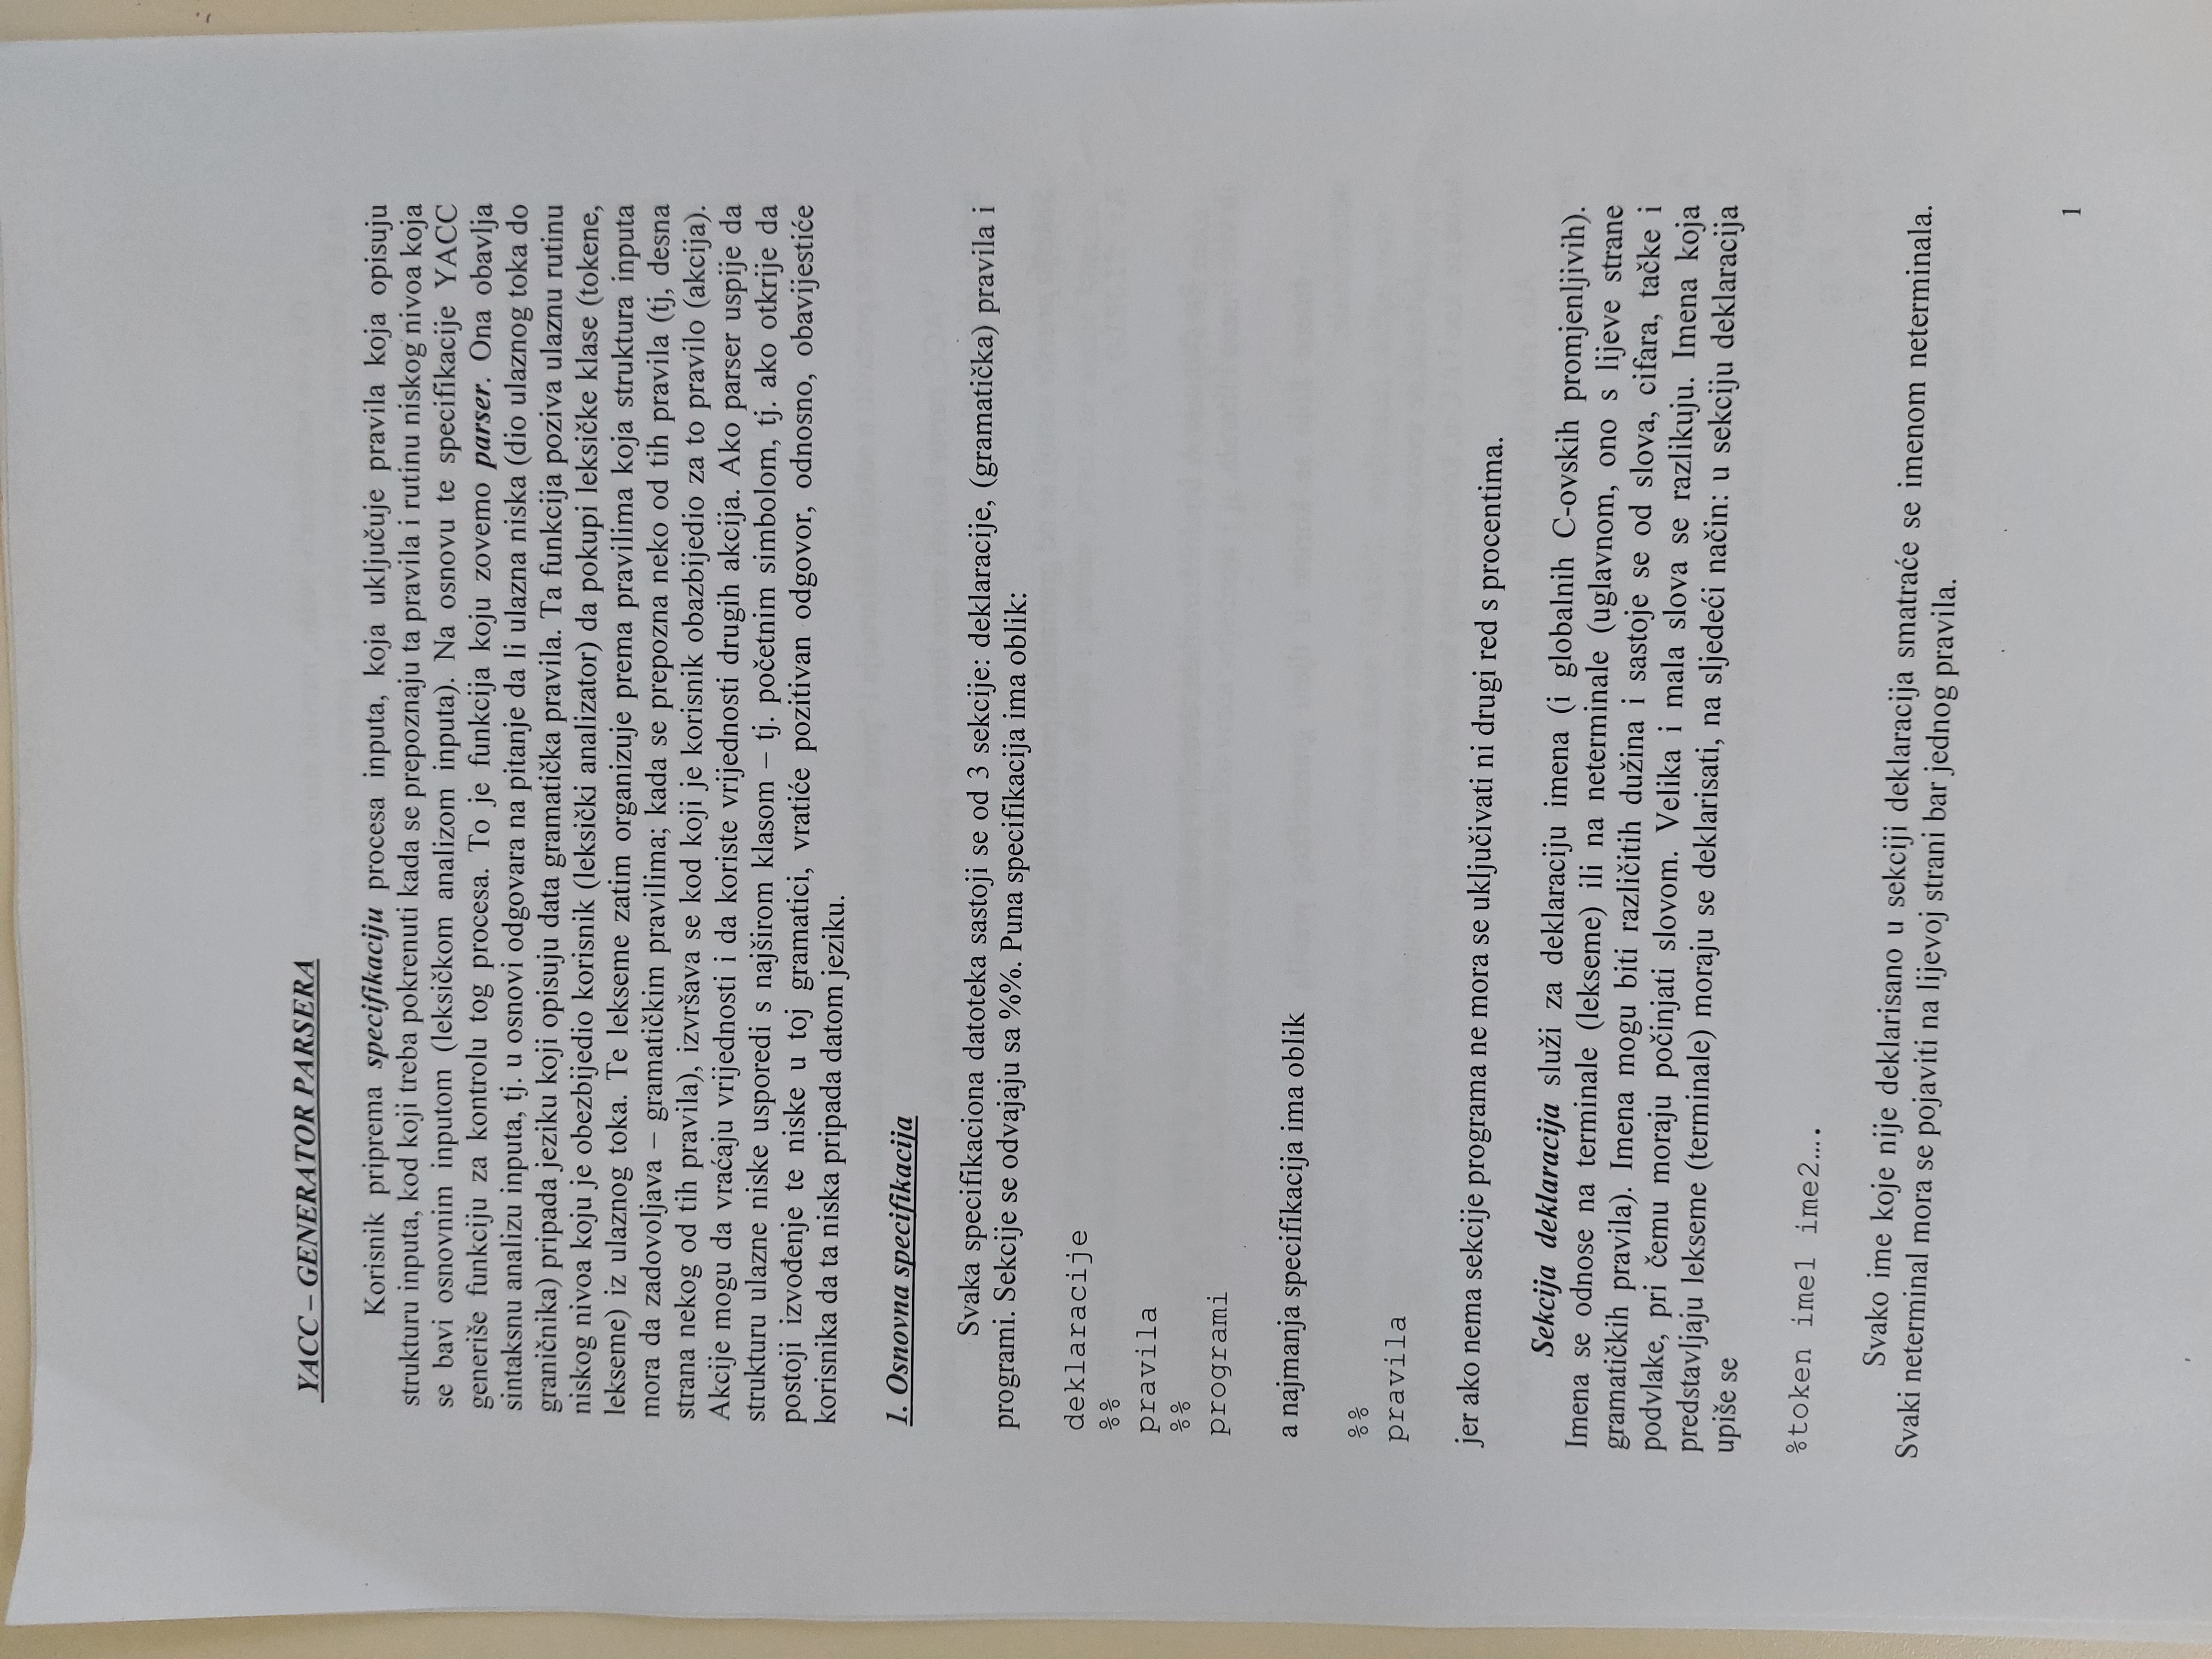 YACC – GENERATOR PARSERA
Korisnik priprema specifikaciju procesa inputa, koja uključuje pravila koja opisuju
strukturu inputa, kod koji treba pokrenuti kada se prepoznaju ta pravila i rutinu niskog nivoa koja
se bavi osnovnim inputom (leksičkom analizom inputa). Na osnovu te specifikacije YACC
generiše funkciju za kontrolu tog procesa. To je funkcija koju zovemo parser. Ona obavlja
sintaksnu analizu inputa, tj. u osnovi odgovara na pitanje da li ulazna niska (dio ulaznog toka do
graničnika) pripada jeziku koji opisuju data gramatička pravila. Ta funkcija poziva ulaznu rutinu
niskog nivoa koju je obezbijedio korisnik (leksički analizator) da pokupi leksičke klase (tokene,
lekseme) iz ulaznog toka. Te lekseme zatim organizuje prema pravilima koja struktura inputa
mora da zadovoljava – gramatičkim pravilima; kada se prepozna neko od tih pravila (tj, desna
strana nekog od tih pravila), izvršava se kod koji je korisnik obazbijedio za to pravilo (akcija).
Akcije mogu da vraćaju vrijednosti i da koriste vrijednosti drugih akcija. Ako parser uspije da
strukturu ulazne niske usporedi s najširom klasom – tj. početnim simbolom, tj. ako otkrije da
postoji izvođenje te niske u toj gramatici, vratiće pozitivan odgovor, odnosno, obavijestiće
korisnika da ta niska pripada datom jeziku.
1. Osnovna specifikacija
Svaka specifikaciona datoteka sastoji se od 3 sekcije: deklaracije, (gramatička) pravila i
programi. Sekcije se odvajaju sa %%. Puna specifikacija ima oblik:
deklaracije
%%
pravila
%%
programi
a najmanja specifikacija ima oblik
%%
pravila
jer ako nema sekcije programa ne mora se uključivati ni drugi red s procentima.
Sekcija deklaracija služi za deklaraciju imena (i globalnih C-ovskih promjenljivih).
Imena se odnose na terminale (lekseme) ili na neterminale (uglavnom, ono s lijeve strane
gramatičkih pravila). Imena mogu biti različitih dužina i sastoje se od slova, cifara, tačke i
podvlake, pri čemu moraju počinjati slovom. Velika i mala slova se razlikuju. Imena koja
predstavljaju lekseme (terminale) moraju se deklarisati, na sljedeći način: u sekciju deklaracija
upiše se
%token ime1 ime2….
Svako ime koje nije deklarisano u sekciji deklaracija smatraće se imenom neterminala.
Svaki neterminal mora se pojaviti na lijevoj strani bar jednog pravila.
1